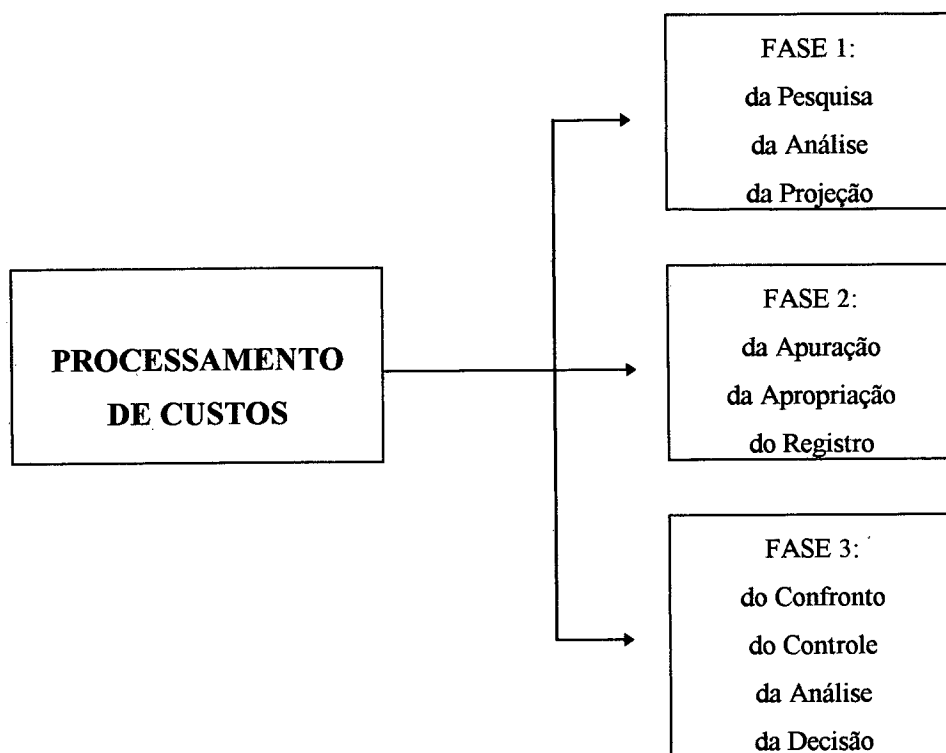 FASE 1:
da Pesquisa
da Análise
da Projeção
PROCESSAMENTO
DE CUSTOS
FASE 2:
da Apuração
da Apropriação
do Registro
FASE 3:
do Confronto
do Controle
da Análise
da Decisão